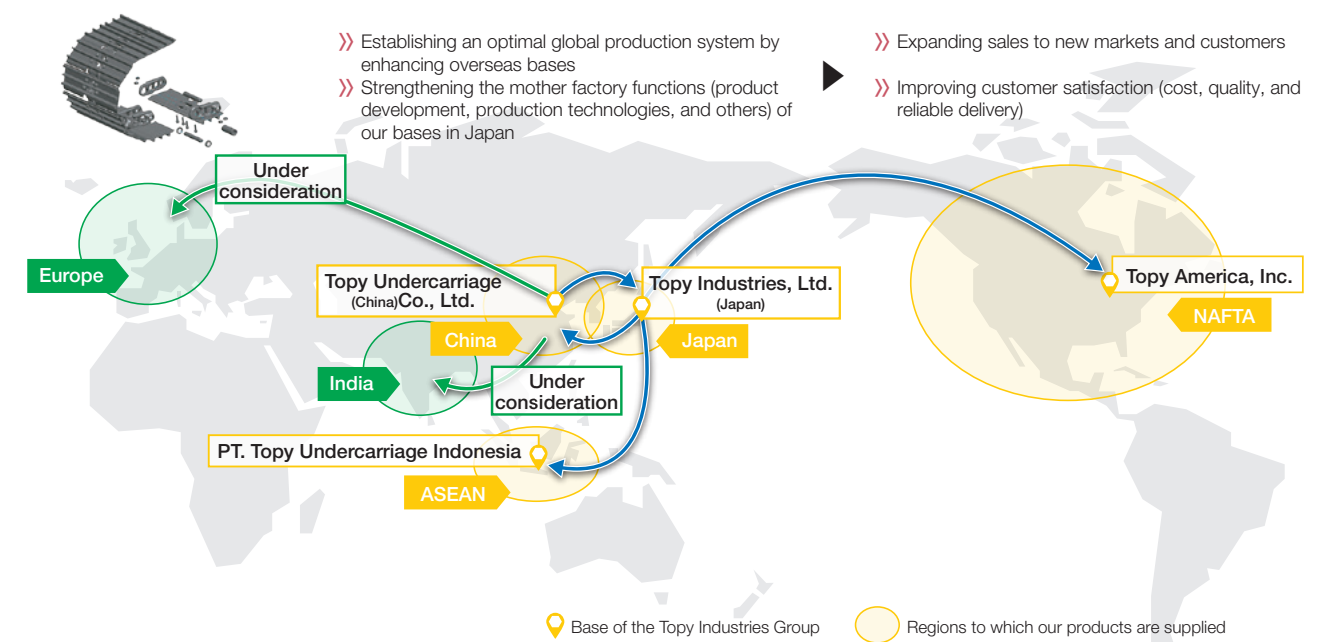 》 Establishing an optimal global production system by
enhancing overseas bases
》 Strengthening the mother factory functions (product
development, production technologies, and others) of
our bases in Japan
》 Expanding sales to new markets and customers
》 Improving customer satisfaction (cost, quality, and
reliable delivery)
Under
consideration
Europe
Topy Undercarriage
(China)Co., Ltd.
China
Topy Industries, Ltd.
(Japan)
Japan
Topy America, Inc.
NAFTA
India
Under
consideration
PT. Topy Undercarriage Indonesia
ASEAN
Base of the Topy Industries Group
Regions to which our products are supplied